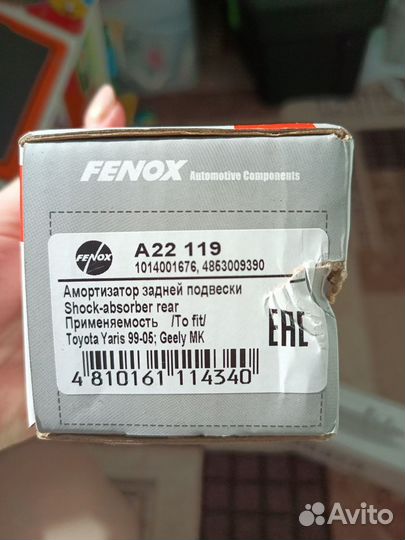 FENOX Automotive Components
FENOX
A22 119
1014001676, 4853009390
Амортизатор задней подвески
Shock-absorber rear
Применяемость /To fit/
Toyota Yaris 99-05; Geely MK
EAC
4 810161 114340
Avito